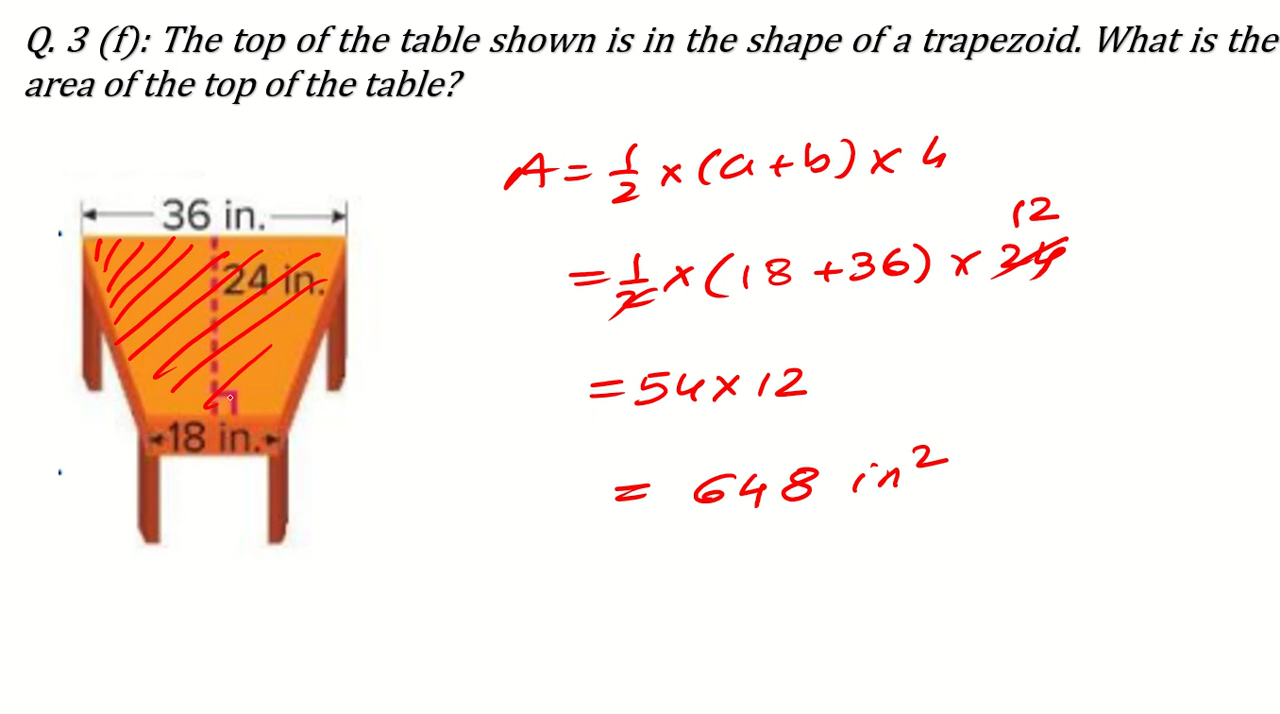 Q. 3 (f): The top of the table shown is in the shape of a trapezoid. What is the
area of the top of the table?
A = 1/2 × (a + b) × h
36 in.
12
24 in.
= 1/2 × (18 + 36) × 24
= 54 × 12
18 in.
= 648 in²